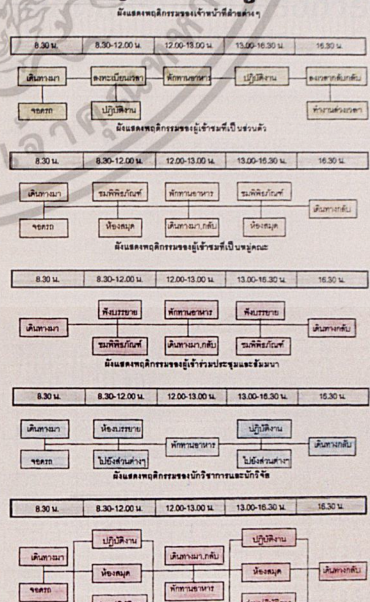 ผังแสดงพฤติกรรมของเจ้าหน้าที่ฝ่ายต่างๆ
8.30 น. 8.30-12.00 น. 12.00-13.00 น. 13.00-16.30 น. 16.30 น.
เดินทางมา ลงทะเบียนเวลา พักทานอาหาร ปฏิบัติงาน ลงเวลากลับกลับ
จอดรถ ปฏิบัติงาน ทำงานล่วงเวลา
ผังแสดงพฤติกรรมของผู้เข้าชมที่เป็นส่วนตัว
8.30 น. 8.30-12.00 น. 12.00-13.00 น. 13.00-16.30 น. 16.30 น.
เดินทางมา ชมพิพิธภัณฑ์ พักทานอาหาร ชมพิพิธภัณฑ์
เดินทางกลับ
จอดรถ ห้องสมุด เดินทางมา,กลับ ห้องสมุด
ผังแสดงพฤติกรรมของผู้เข้าชมที่เป็นหมู่คณะ
8.30 น. 8.30-12.00 น. 12.00-13.00 น. 13.00-16.30 น. 16.30 น.
ฟังบรรยาย พักทานอาหาร ฟังบรรยาย
เดินทางมา เดินทางกลับ
ชมพิพิธภัณฑ์ เดินทางมา,กลับ ชมพิพิธภัณฑ์
ผังแสดงพฤติกรรมของผู้เข้าร่วมประชุมและสัมมนา
8.30 น. 8.30-12.00 น. 12.00-13.00 น. 13.00-16.30 น. 16.30 น.
เดินทางมา ห้องบรรยาย ปฏิบัติงาน
พักทานอาหาร เดินทางกลับ
จอดรถ ไปยังส่วนต่างๆ ไปยังส่วนต่างๆ
ผังแสดงพฤติกรรมของนักวิชาการและนักวิจัย
8.30 น. 8.30-12.00 น. 12.00-13.00 น. 13.00-16.30 น. 16.30 น.
ปฏิบัติงาน ปฏิบัติงาน
เดินทางมา เดินทางมา,กลับ
ห้องสมุด ห้องสมุด เดินทางกลับ
จอดรถ พักทานอาหาร